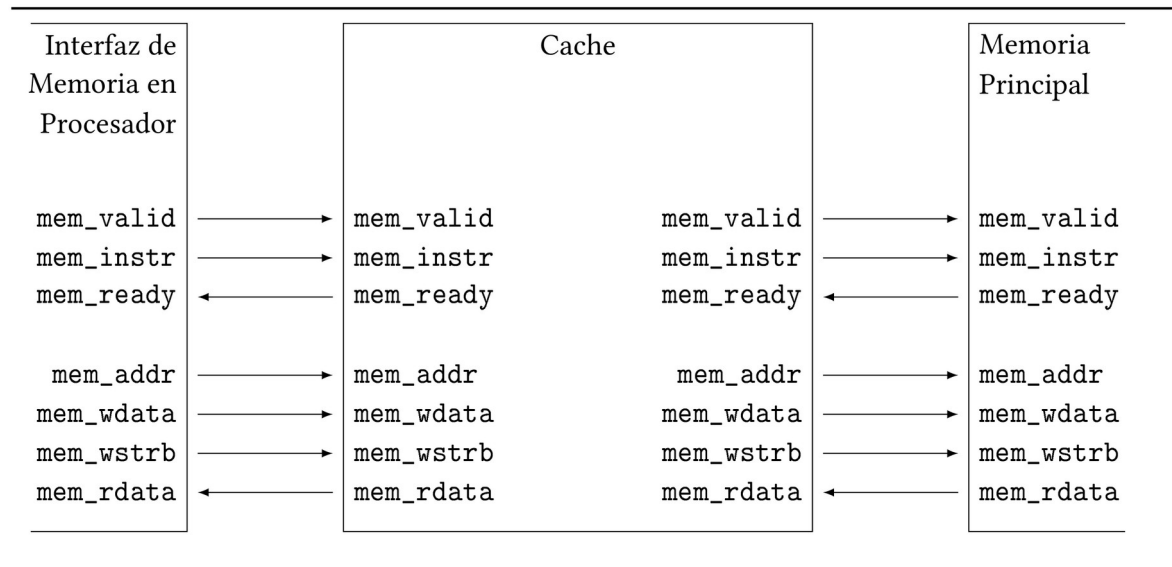 Interfaz de
Memoria en
Procesador
mem_valid
mem_instr
mem_ready
mem_addr
mem_wdata
mem_wstrb
mem_rdata
Cache
mem_valid
mem_instr
mem_ready
mem_addr
mem_wdata
mem_wstrb
mem_rdata
mem_valid
mem_instr
mem_ready
mem_addr
mem_wdata
mem_wstrb
mem_rdata
Memoria
Principal
mem_valid
mem_instr
mem_ready
mem_addr
mem_wdata
mem_wstrb
mem_rdata